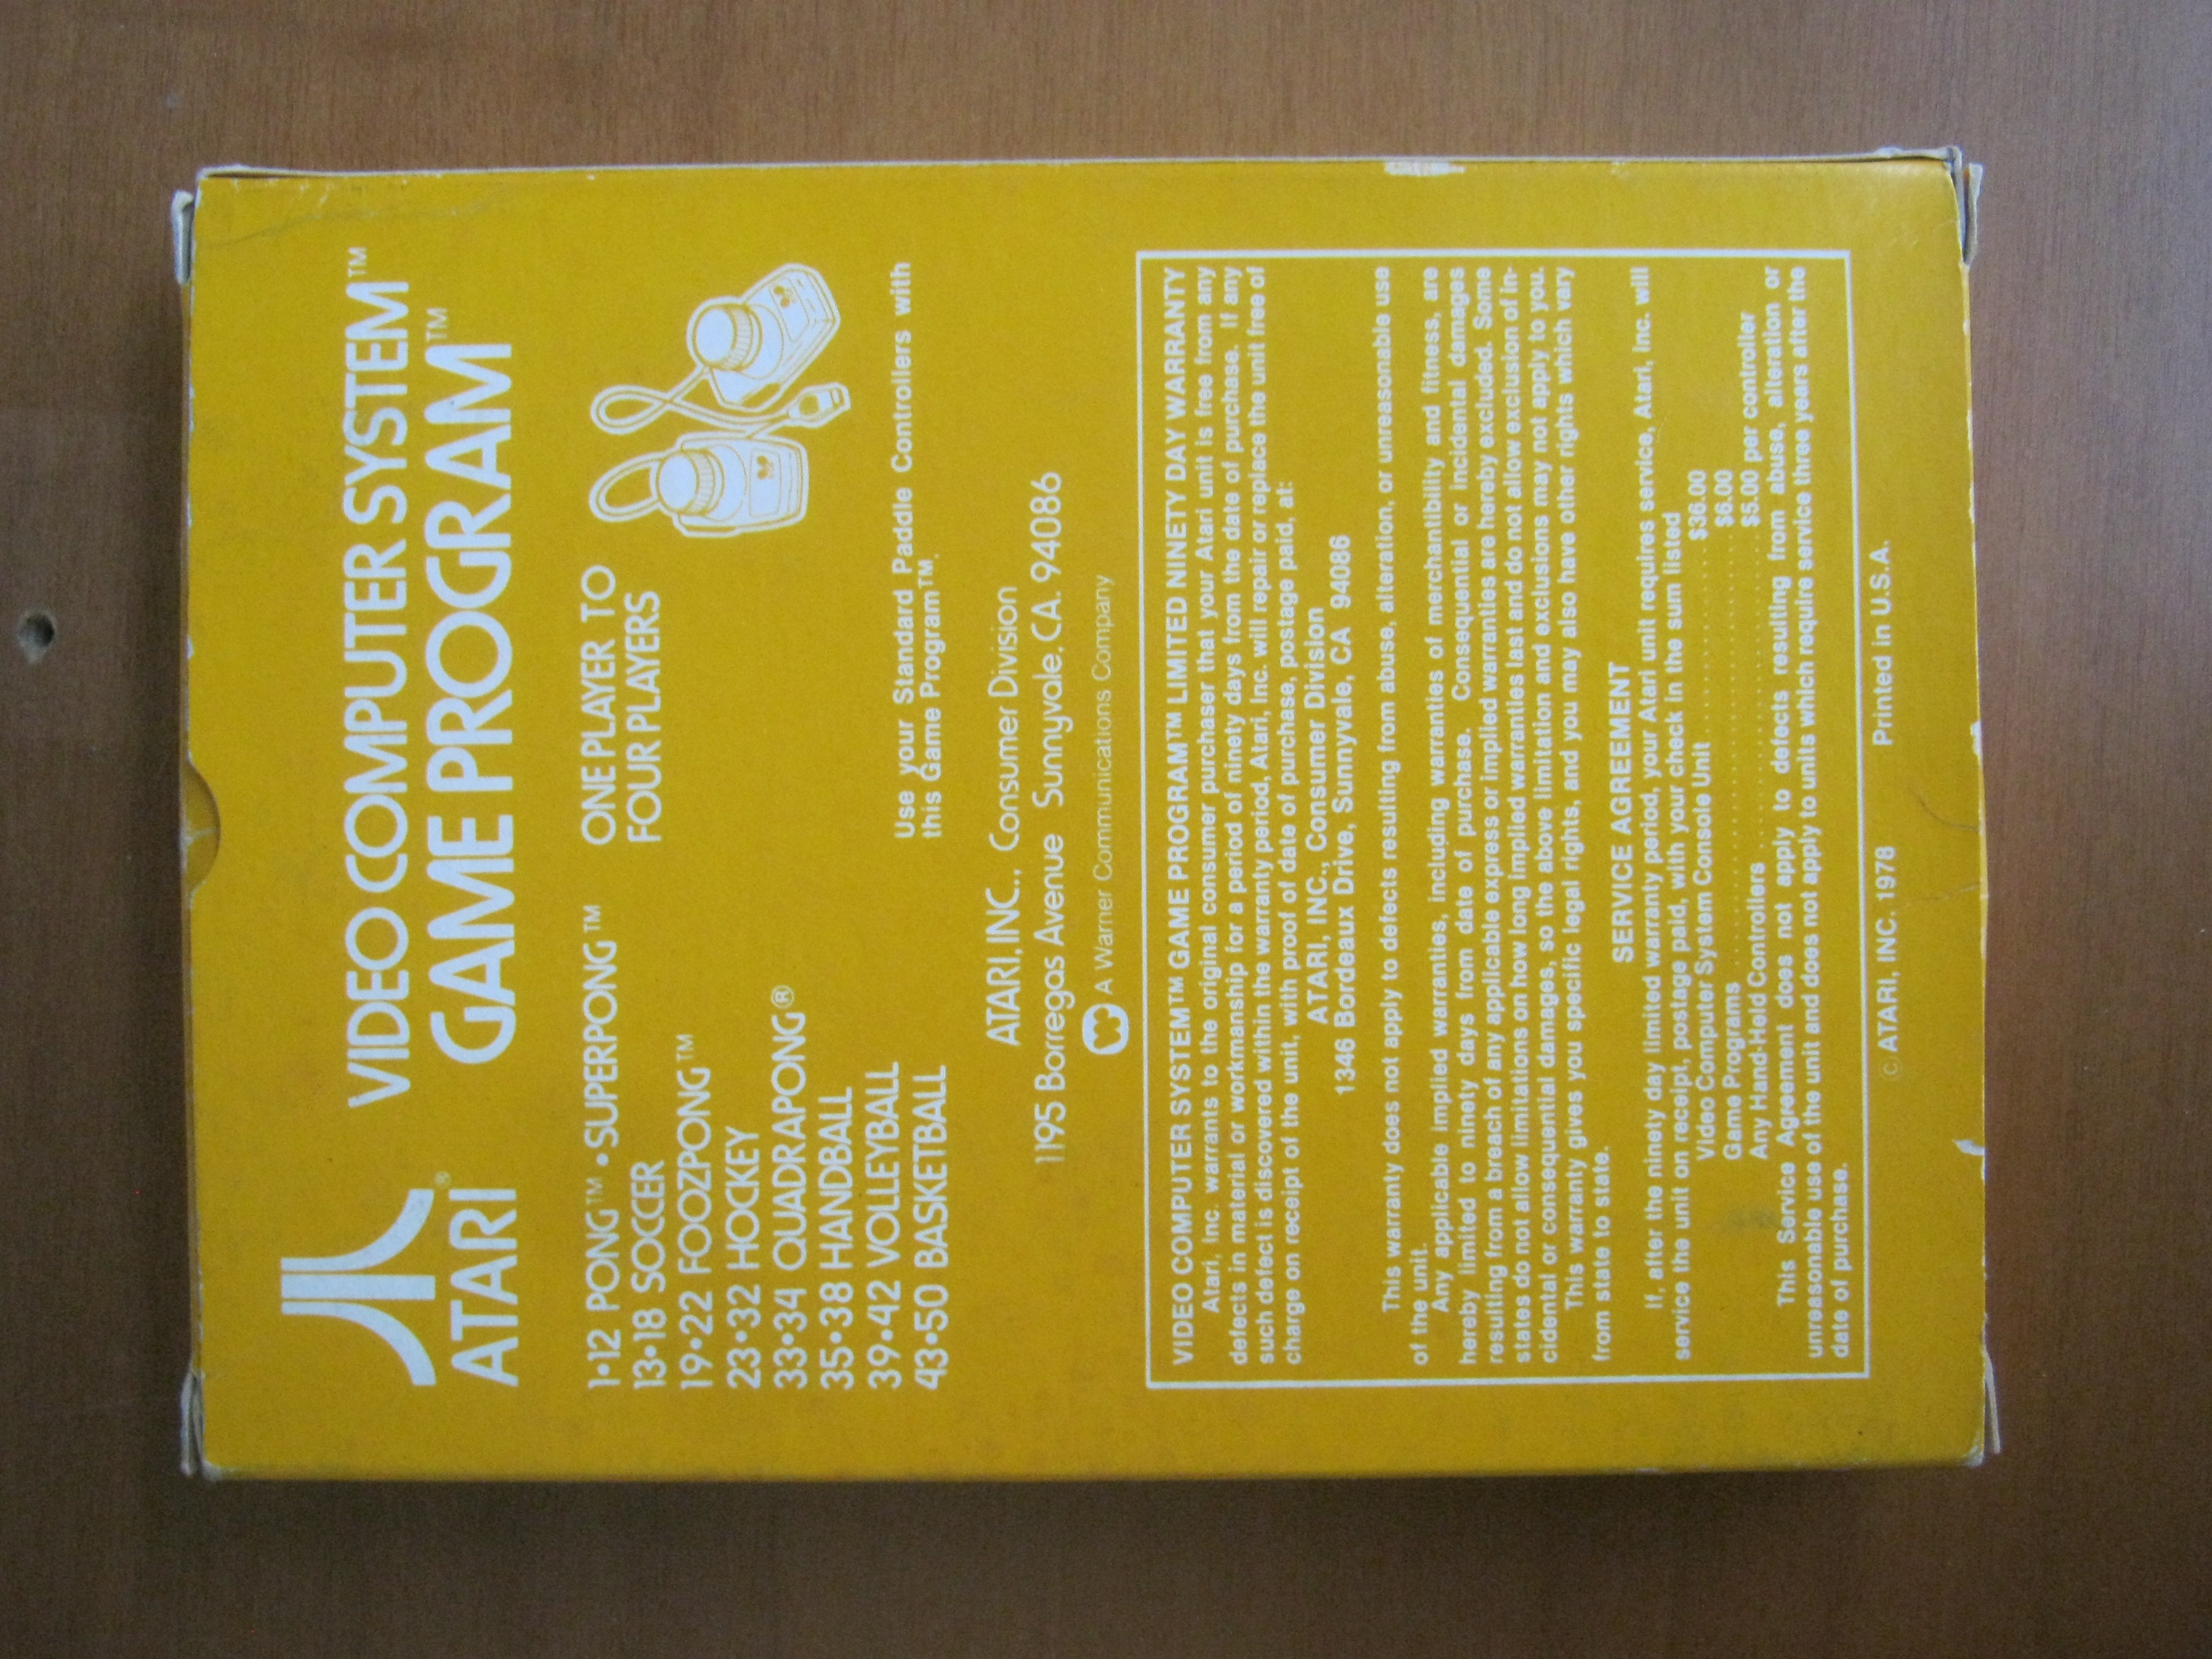 ATARI®
VIDEO COMPUTER SYSTEM™
GAME PROGRAM™
1•12 PONG™•SUPERPONG™
13•18 SOCCER
19•22 FOOZPONG™
23•32 HOCKEY
33•34 QUADRAPONG®
35•38 HANDBALL
39•42 VOLLEYBALL
43•50 BASKETBALL
ONE PLAYER TO
FOUR PLAYERS
Use your Standard Paddle Controllers with
this Game Program™.
ATARI, INC., Consumer Division
1195 Borregas Avenue Sunnyvale, CA. 94086
A Warner Communications Company
VIDEO COMPUTER SYSTEM™ GAME PROGRAM™ LIMITED NINETY DAY WARRANTY
Atari, Inc. warrants to the original consumer purchaser that your Atari unit is free from any
defects in material or workmanship for a period of ninety days from the date of purchase. If any
such defect is discovered within the warranty period, Atari, Inc. will repair or replace the unit free of
charge on receipt of the unit, with proof of date of purchase, postage paid, at:
ATARI, INC., Consumer Division
1346 Bordeaux Drive, Sunnyvale, CA 94086
This warranty does not apply to defects resulting from abuse, alteration, or unreasonable use
of the unit.
Any applicable implied warranties, including warranties of merchantibility and fitness, are
hereby limited to ninety days from date of purchase. Consequential or incidental damages
resulting from a breach of any applicable express or implied warranties are hereby excluded. Some
states do not allow limitations on how long implied warranties last and do not allow exclusion of in-
cidental or consequential damages, so the above limitation and exclusions may not apply to you.
This warranty gives you specific legal rights, and you may also have other rights which vary
from state to state.
SERVICE AGREEMENT
If, after the ninety day limited warranty period, your Atari unit requires service, Atari, Inc. will
service the unit on receipt, postage paid, with your check in the sum listed
Video Computer System Console Unit .................. $36.00
Game Programs .................. $6.00
Any Hand-Held Controllers .................. $5.00 per controller
This Service Agreement does not apply to defects resulting from abuse, alteration or
unreasonable use of the unit and does not apply to units which require service three years after the
date of purchase.
© ATARI, INC. 1978 Printed in U.S.A.